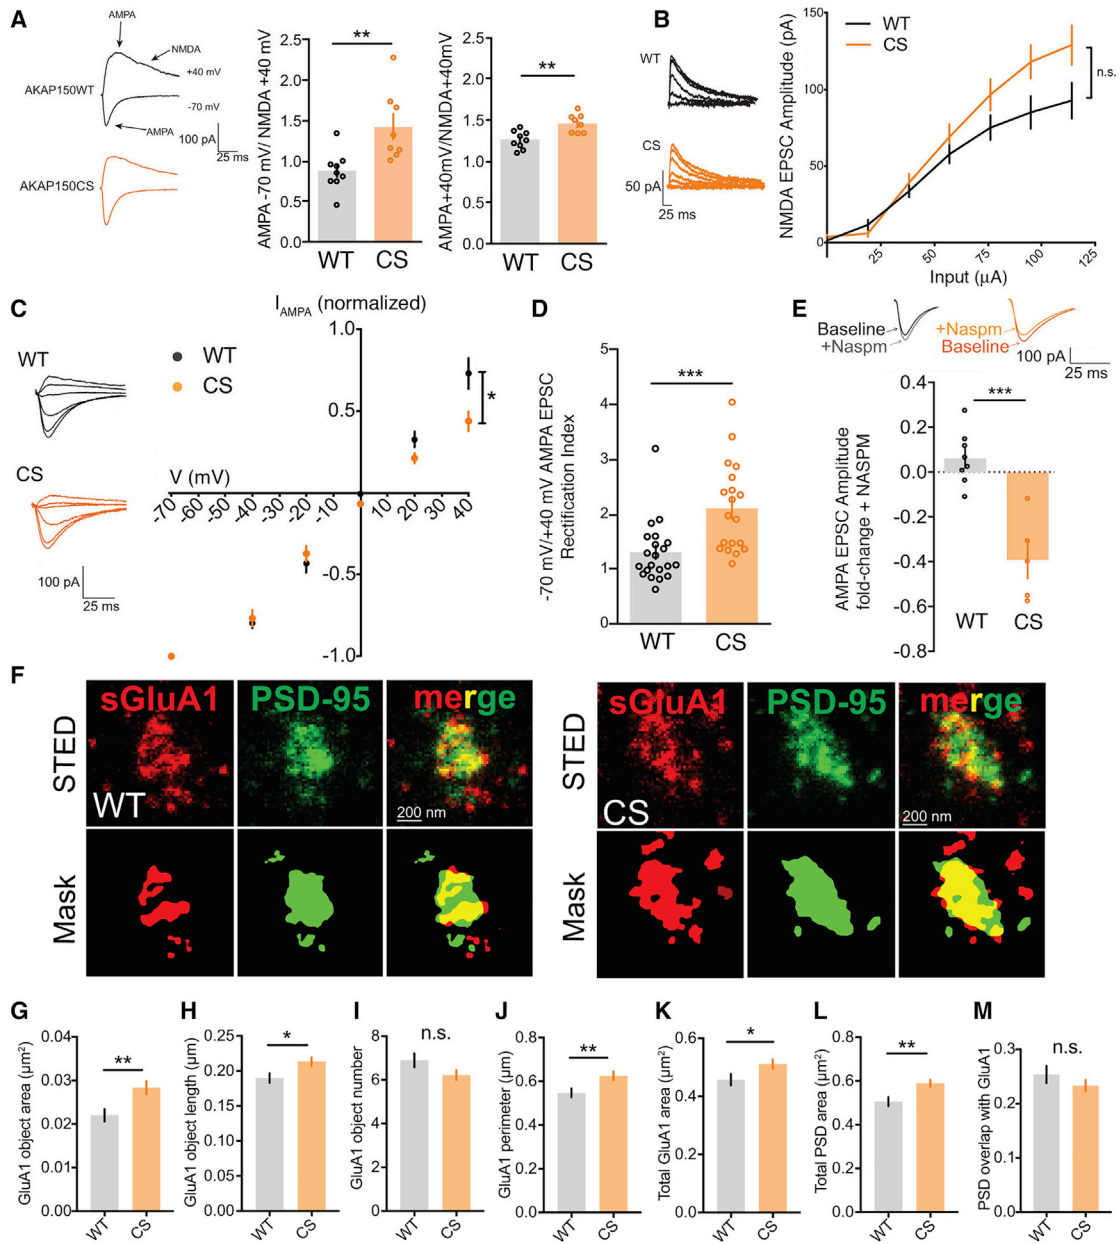 A
AMPA
NMDA
+40 mV
AKAP150WT
-70 mV
AMPA
100 pA
25 ms
AKAP150CS
AMPA -70 mV/ NMDA +40 mV
2.5
2.0
1.5
1.0
0.5
0.0
**
WT
CS
AMPA+40mV/NMDA+40mV
2.5
2.0
1.5
1.0
0.5
0.0
**
WT
CS
B
WT
CS
50 pA
25 ms
NMDA EPSC Amplitude (pA)
150
100
50
0
WT
CS
n.s.
25
50
75
100
125
Input (µA)
C
WT
CS
100 pA
25 ms
I AMPA (normalized)
WT
CS
1.0
0.5
-0.5
-1.0
*
V (mV)
-70
-60
-50
-40
-30
-20
-10
10
20
30
40
D
-70 mV/+40 mV AMPA EPSC
Rectification Index
5
4
3
2
1
0
***
WT
CS
E
Baseline
+Naspm
+Naspm
Baseline
100 pA
25 ms
AMPA EPSC Amplitude
fold-change + NASPM
0.4
0.2
0.0
-0.2
-0.4
-0.6
-0.8
***
WT
CS
F
STED
sGluA1
PSD-95
merge
WT
200 nm
Mask
STED
sGluA1
PSD-95
merge
CS
200 nm
Mask
G
GluA1 object area (µm²)
0.04
0.03
0.02
0.01
0.00
**
WT
CS
H
GluA1 object length (µm)
0.25
0.20
0.15
0.10
0.05
0.00
*
WT
CS
I
GluA1 object number
8
6
4
2
0
n.s.
WT
CS
J
GluA1 perimeter (µm)
0.8
0.6
0.4
0.2
0.0
**
WT
CS
K
Total GluA1 area (µm²)
0.6
0.4
0.2
0.0
*
WT
CS
L
Total PSD area (µm²)
0.8
0.6
0.4
0.2
0.0
**
WT
CS
M
PSD overlap with GluA1
0.3
0.2
0.1
0.0
n.s.
WT
CS